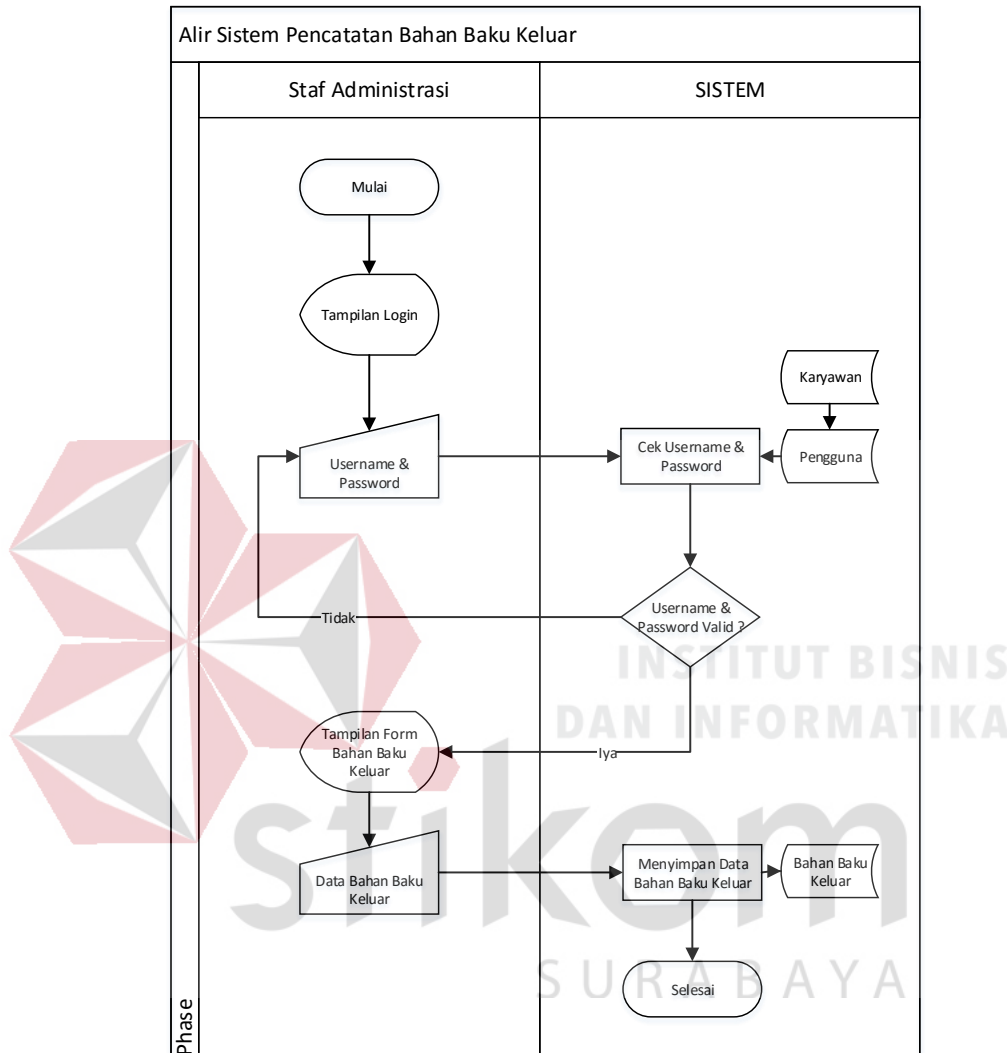 Alir Sistem Pencatatan Bahan Baku Keluar
Staf Administrasi
SISTEM
Mulai
Tampilan Login
Karyawan
Username &
Password
Cek Username &
Password
Pengguna
Username &
Password Valid ?
Tidak
INSTITUT BISNIS
DAN INFORMATIKA
Tampilan Form
Bahan Baku
Keluar
Iya
stikom
Data Bahan Baku
Keluar
Menyimpan Data
Bahan Baku Keluar
Bahan Baku
Keluar
SURABAYA
Selesai
Phase